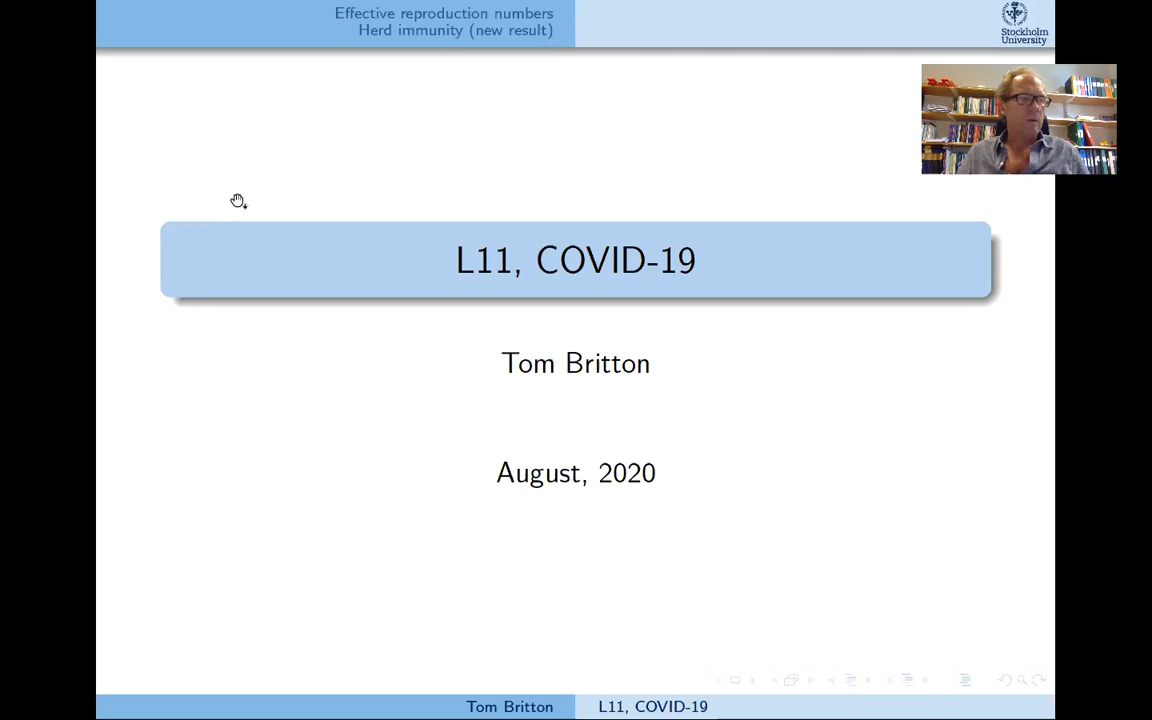 Effective reproduction numbers
Herd immunity (new result)
Stockholm
University
L11, COVID-19
Tom Britton
August, 2020
Tom Britton
L11, COVID-19